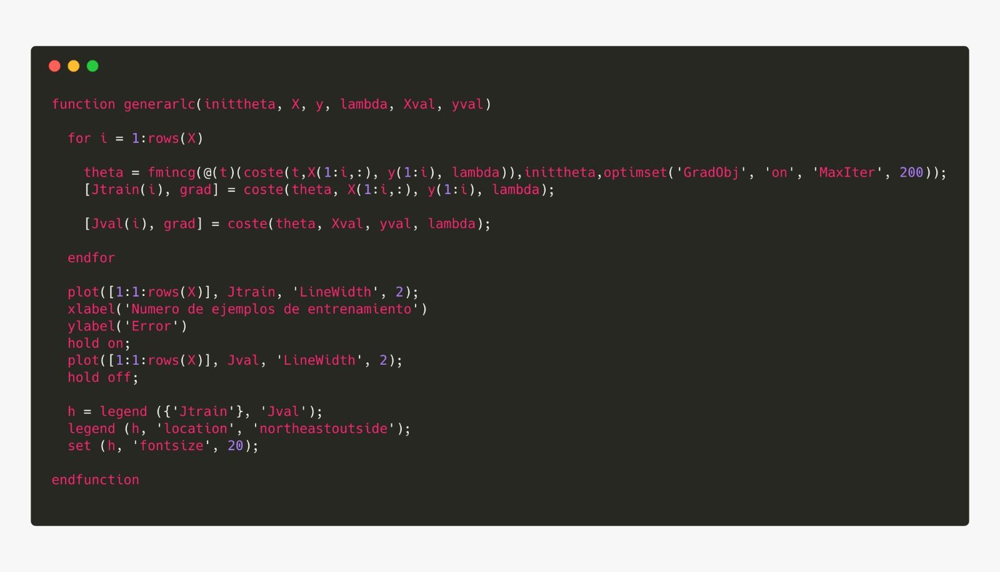 function generarlc(inittheta, X, y, lambda, Xval, yval)
for i = 1:rows(X)
theta = fmincg(@(t)(coste(t,X(1:i,:), y(1:i), lambda)),inittheta,optimset('GradObj', 'on', 'MaxIter', 200));
[Jtrain(i), grad] = coste(theta, X(1:i,:), y(1:i), lambda);
[Jval(i), grad] = coste(theta, Xval, yval, lambda);
endfor
plot([1:1:rows(X)], Jtrain, 'LineWidth', 2);
xlabel('Numero de ejemplos de entrenamiento')
ylabel('Error')
hold on;
plot([1:1:rows(X)], Jval, 'LineWidth', 2);
hold off;
h = legend ({'Jtrain'}, 'Jval');
legend (h, 'location', 'northeastoutside');
set (h, 'fontsize', 20);
endfunction